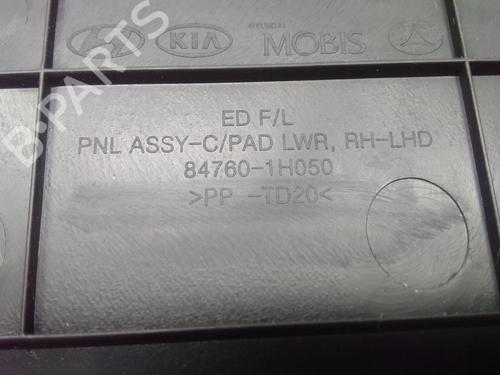 HYUNDAI
KIA MOBIS
ED F/L
PNL ASSY-C/PAD LWR, RH-LHD
84760-1H050
>PP -TD20<
B-PARTS